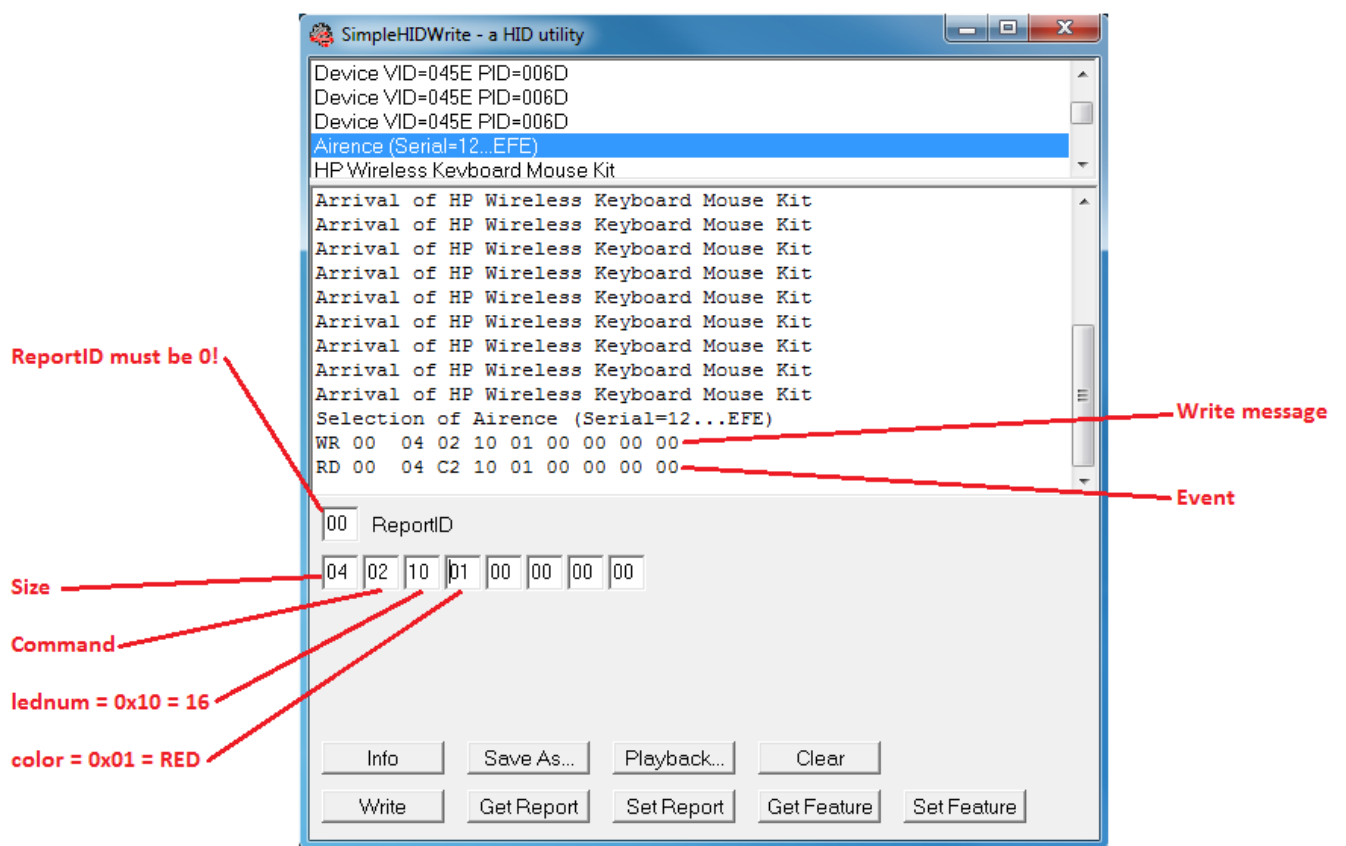 SimpleHIDWrite - a HID utility
Device VID=045E PID=006D
Device VID=045E PID=006D
Device VID=045E PID=006D
Airence (Serial=12...EFE)
HP Wireless Keyboard Mouse Kit
Arrival of HP Wireless Keyboard Mouse Kit
Arrival of HP Wireless Keyboard Mouse Kit
Arrival of HP Wireless Keyboard Mouse Kit
Arrival of HP Wireless Keyboard Mouse Kit
Arrival of HP Wireless Keyboard Mouse Kit
Arrival of HP Wireless Keyboard Mouse Kit
Arrival of HP Wireless Keyboard Mouse Kit
Arrival of HP Wireless Keyboard Mouse Kit
Arrival of HP Wireless Keyboard Mouse Kit
Selection of Airence (Serial=12...EFE)
WR 00 04 02 10 01 00 00 00 00
RD 00 04 C2 10 01 00 00 00 00
ReportID must be 0!
Write message
Event
00 ReportID
04 02 10 01 00 00 00 00
Size
Command
lednum = 0x10 = 16
color = 0x01 = RED
Info Save As... Playback... Clear
Write Get Report Set Report Get Feature Set Feature